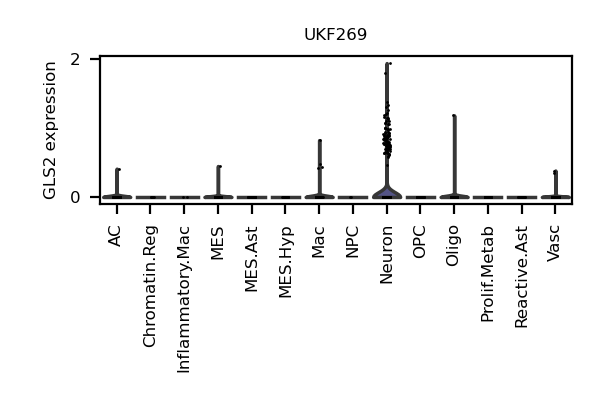 UKF269
GLS2 expression
2
0
AC
Chromatin.Reg
Inflammatory.Mac
MES
MES.Ast
MES.Hyp
Mac
NPC
Neuron
OPC
Oligo
Prolif.Metab
Reactive.Ast
Vasc